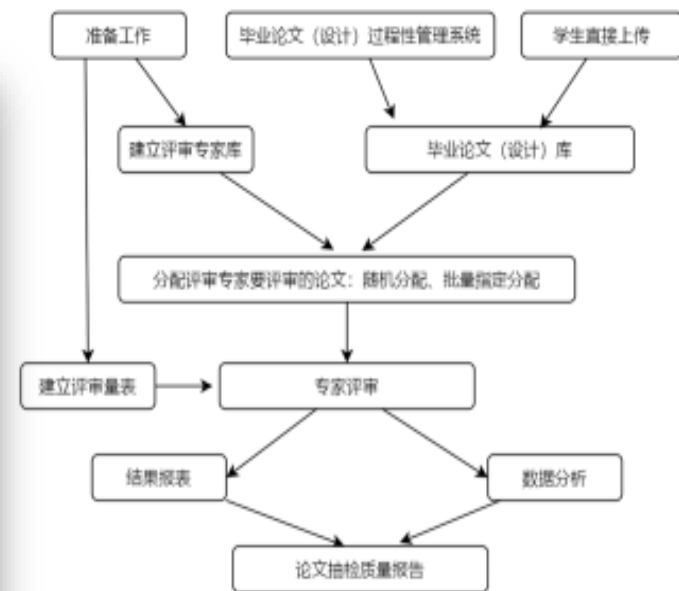 准备工作
毕业论文（设计）过程性管理系统
学生直接上传
建立评审专家库
毕业论文（设计）库
分配评审专家要评审的论文：随机分配、批量指定分配
建立评审量表
专家评审
结果报表
数据分析
论文抽检质量报告